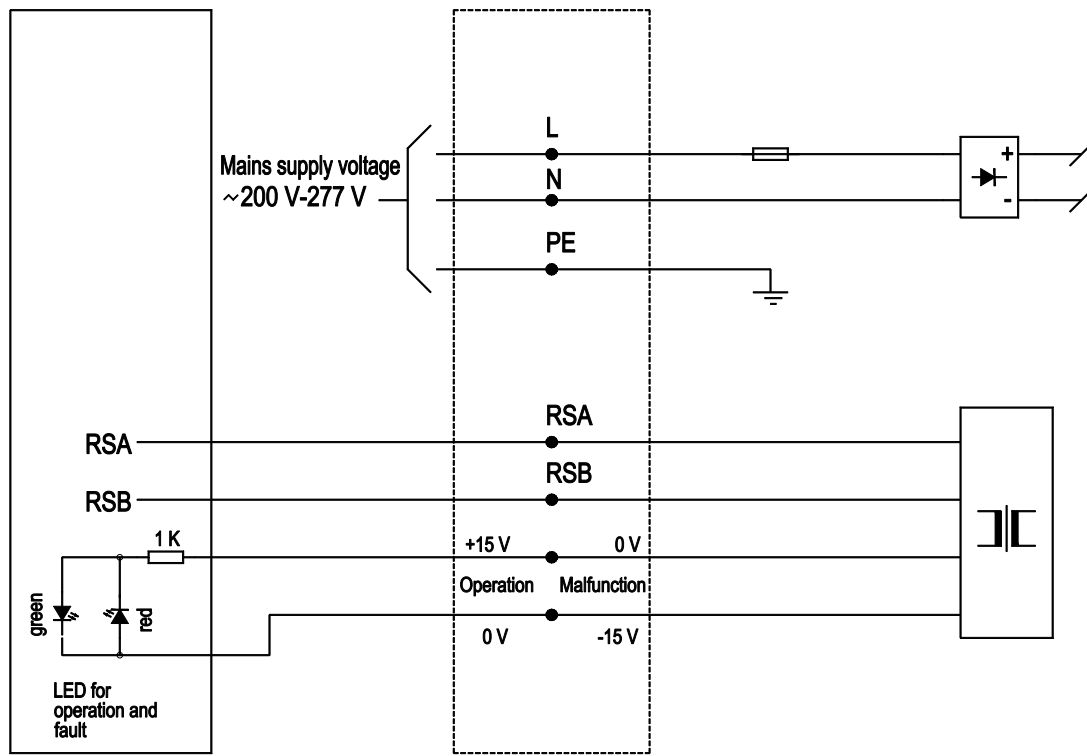 L
Mains supply voltage
~200 V-277 V
N
+
-
PE
RSA
RSA
RSB
RSB
1 K
+15 V
0 V
Operation
Malfunction
green
red
0 V
-15 V
LED for
operation and
fault